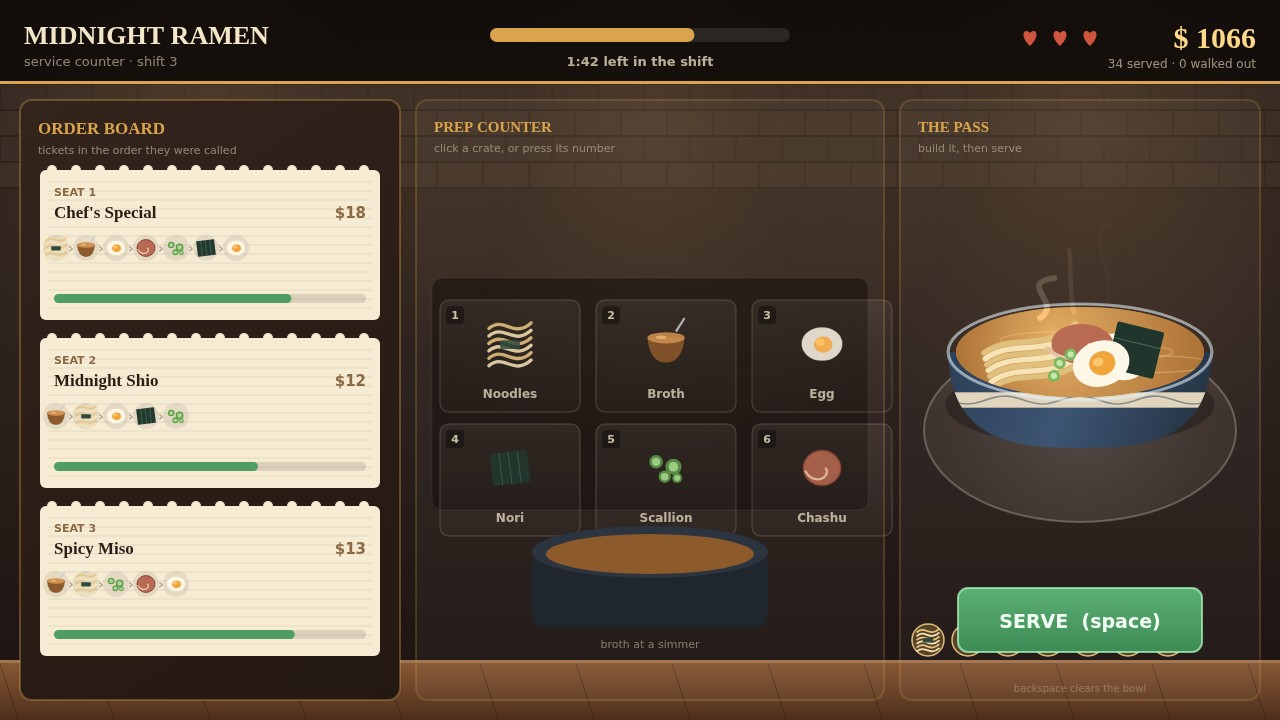 MIDNIGHT RAMEN
service counter · shift 3
1:42 left in the shift
$ 1066
34 served · 0 walked out
ORDER BOARD
tickets in the order they were called
SEAT 1
Chef's Special
$18
SEAT 2
Midnight Shio
$12
SEAT 3
Spicy Miso
$13
PREP COUNTER
click a crate, or press its number
1
Noodles
2
Broth
3
Egg
4
Nori
5
Scallion
6
Chashu
broth at a simmer
THE PASS
build it, then serve
SERVE (space)
backspace clears the bowl